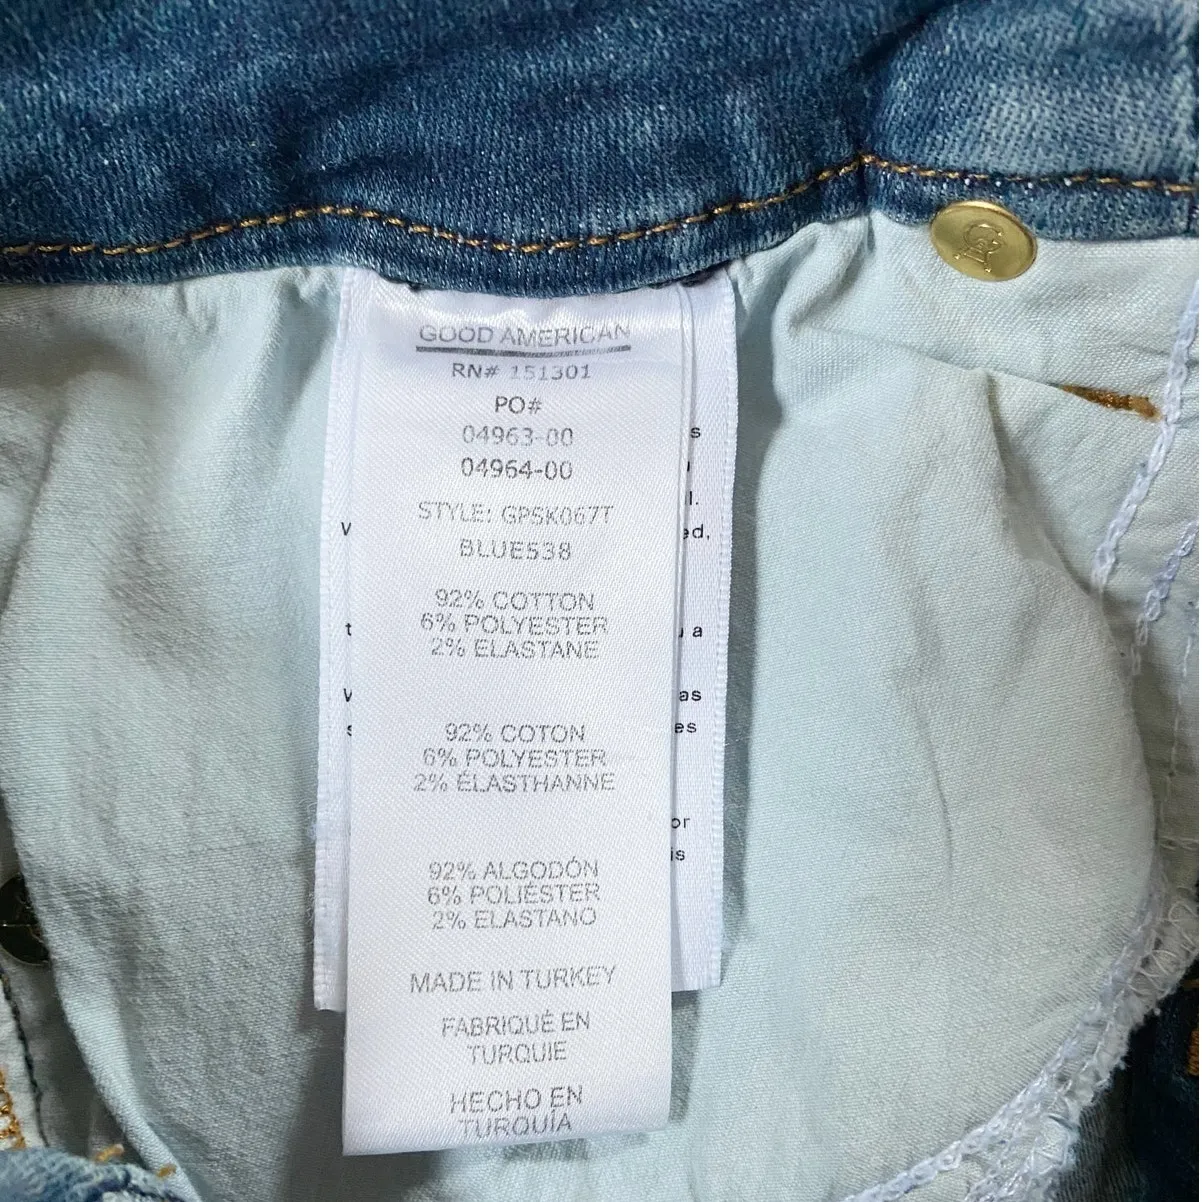 GOOD AMERICAN
RN# 151301
PO#
04963-00
04964-00
STYLE: GPSK067T
BLUE538
92% COTTON
6% POLYESTER
2% ELASTANE
92% COTON
6% POLYESTER
2% ÉLASTHANNE
92% ALGODÓN
6% POLIÉSTER
2% ELASTANO
MADE IN TURKEY
FABRIQUÉ EN
TURQUIE
HECHO EN
TURQUÍA